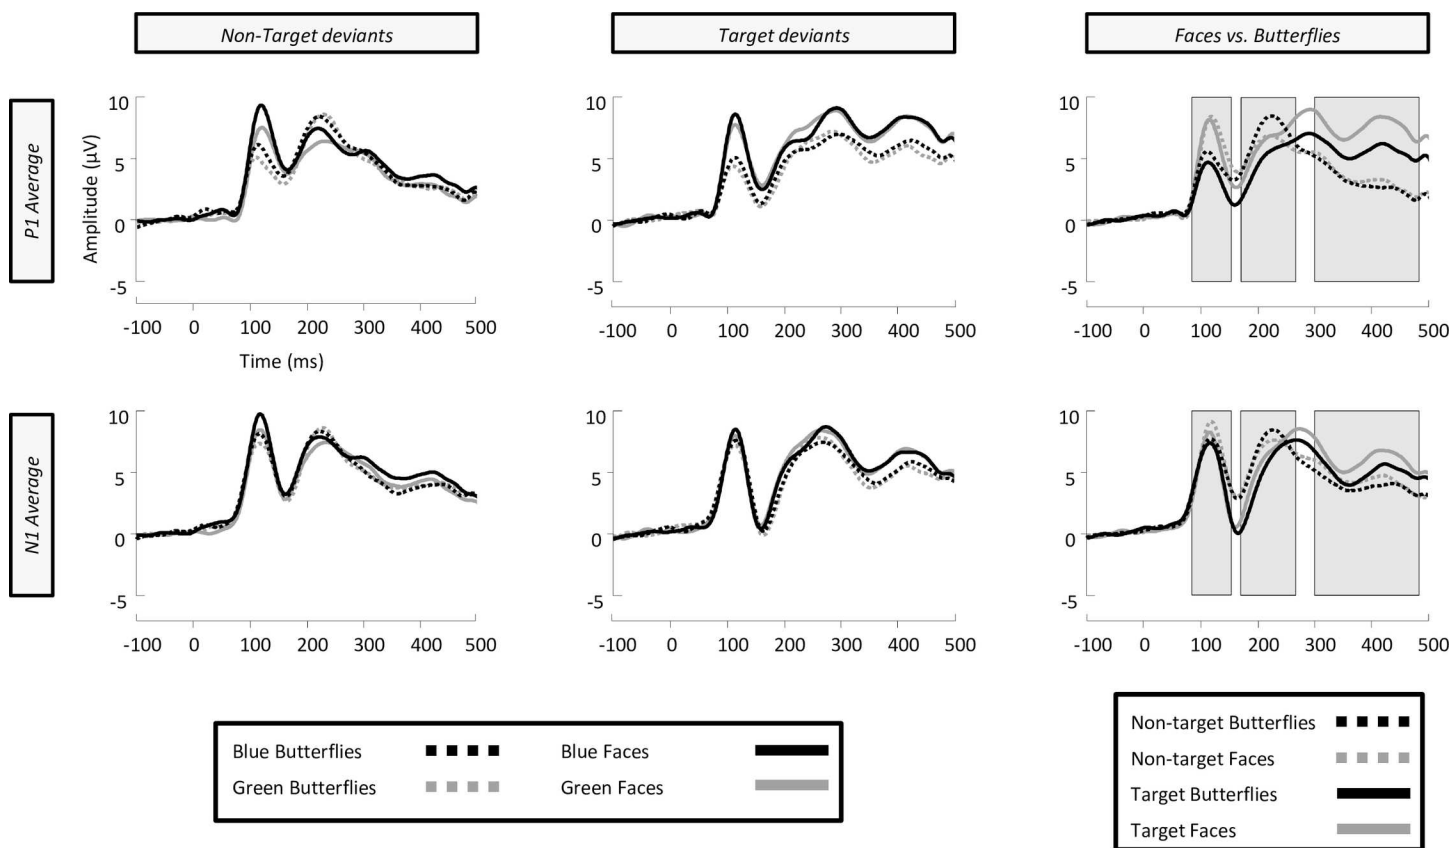 Non-Target deviants
Target deviants
Faces vs. Butterflies
P1 Average
Amplitude (µV)
10
5
0
-5
-100 0 100 200 300 400 500
Time (ms)
10
5
0
-5
-100 0 100 200 300 400 500
10
5
0
-5
-100 0 100 200 300 400 500
N1 Average
10
5
0
-5
-100 0 100 200 300 400 500
10
5
0
-5
-100 0 100 200 300 400 500
10
5
0
-5
-100 0 100 200 300 400 500
Blue Butterflies
Blue Faces
Green Butterflies
Green Faces
Non-target Butterflies
Non-target Faces
Target Butterflies
Target Faces